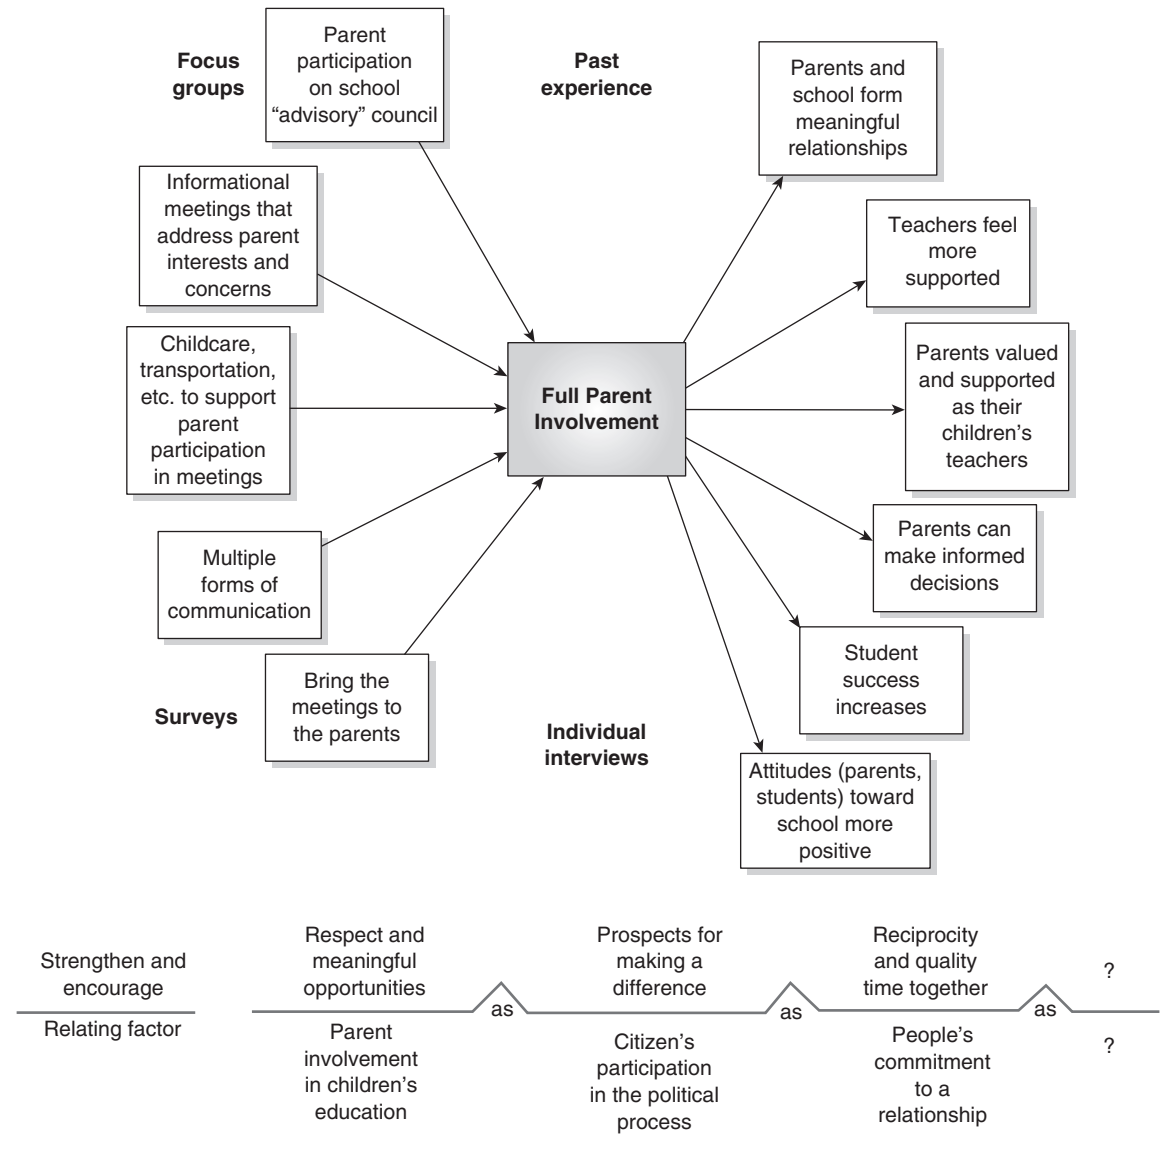 Focus
groups
Parent
participation
on school
“advisory” council
Past
experience
Parents and
school form
meaningful
relationships
Informational
meetings that
address parent
interests and
concerns
Teachers feel
more
supported
Childcare,
transportation,
etc. to support
parent
participation
in meetings
Full Parent
Involvement
Parents valued
and supported
as their
children’s
teachers
Multiple
forms of
communication
Parents can
make informed
decisions
Surveys
Bring the
meetings to
the parents
Individual
interviews
Student
success
increases
Attitudes (parents,
students) toward
school more
positive
Strengthen and
encourage
Relating factor
Respect and
meaningful
opportunities
Parent
involvement
in children’s
education
as
Prospects for
making a
difference
Citizen’s
participation
in the political
process
as
Reciprocity
and quality
time together
People’s
commitment
to a
relationship
as
?
?